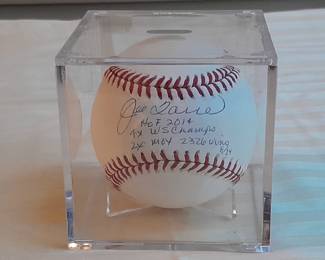 Joe Torre
HOF 2014
4x WS Champs
2x MOY 2326 Wins